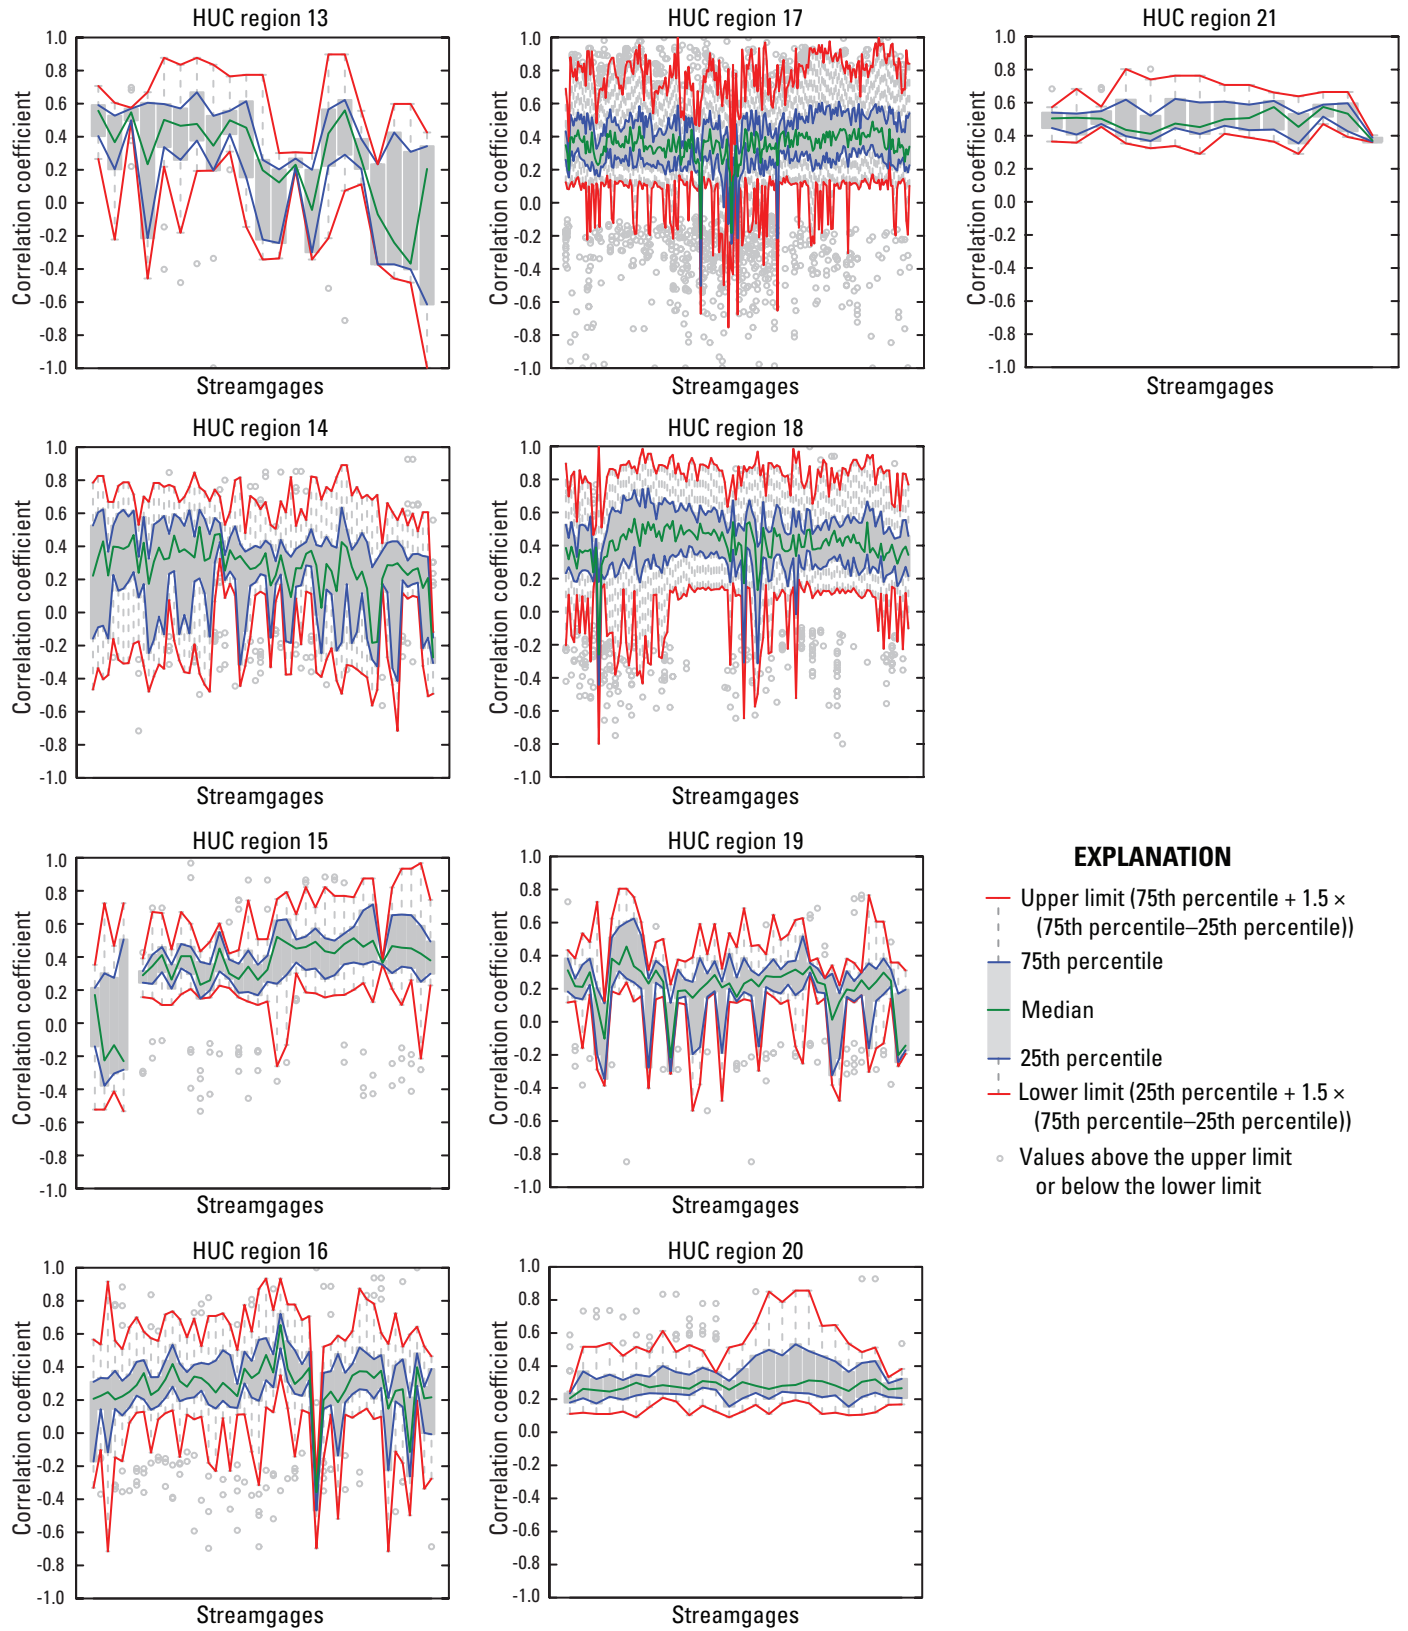 HUC region 13
1.0
0.8
0.6
0.4
0.2
0.0
-0.2
-0.4
-0.6
-0.8
-1.0
Correlation coefficient
Streamgages
HUC region 17
1.0
0.8
0.6
0.4
0.2
0.0
-0.2
-0.4
-0.6
-0.8
-1.0
Correlation coefficient
Streamgages
HUC region 21
1.0
0.8
0.6
0.4
0.2
0.0
-0.2
-0.4
-0.6
-0.8
-1.0
Correlation coefficient
Streamgages
HUC region 14
1.0
0.8
0.6
0.4
0.2
0.0
-0.2
-0.4
-0.6
-0.8
-1.0
Correlation coefficient
Streamgages
HUC region 18
1.0
0.8
0.6
0.4
0.2
0.0
-0.2
-0.4
-0.6
-0.8
-1.0
Correlation coefficient
Streamgages
HUC region 15
1.0
0.8
0.6
0.4
0.2
0.0
-0.2
-0.4
-0.6
-0.8
-1.0
Correlation coefficient
Streamgages
HUC region 19
1.0
0.8
0.6
0.4
0.2
0.0
-0.2
-0.4
-0.6
-0.8
-1.0
Correlation coefficient
Streamgages
EXPLANATION
Upper limit (75th percentile + 1.5 ×
(75th percentile–25th percentile))
75th percentile
Median
25th percentile
Lower limit (25th percentile + 1.5 ×
(75th percentile–25th percentile))
Values above the upper limit
or below the lower limit
HUC region 16
1.0
0.8
0.6
0.4
0.2
0.0
-0.2
-0.4
-0.6
-0.8
-1.0
Correlation coefficient
Streamgages
HUC region 20
1.0
0.8
0.6
0.4
0.2
0.0
-0.2
-0.4
-0.6
-0.8
-1.0
Correlation coefficient
Streamgages